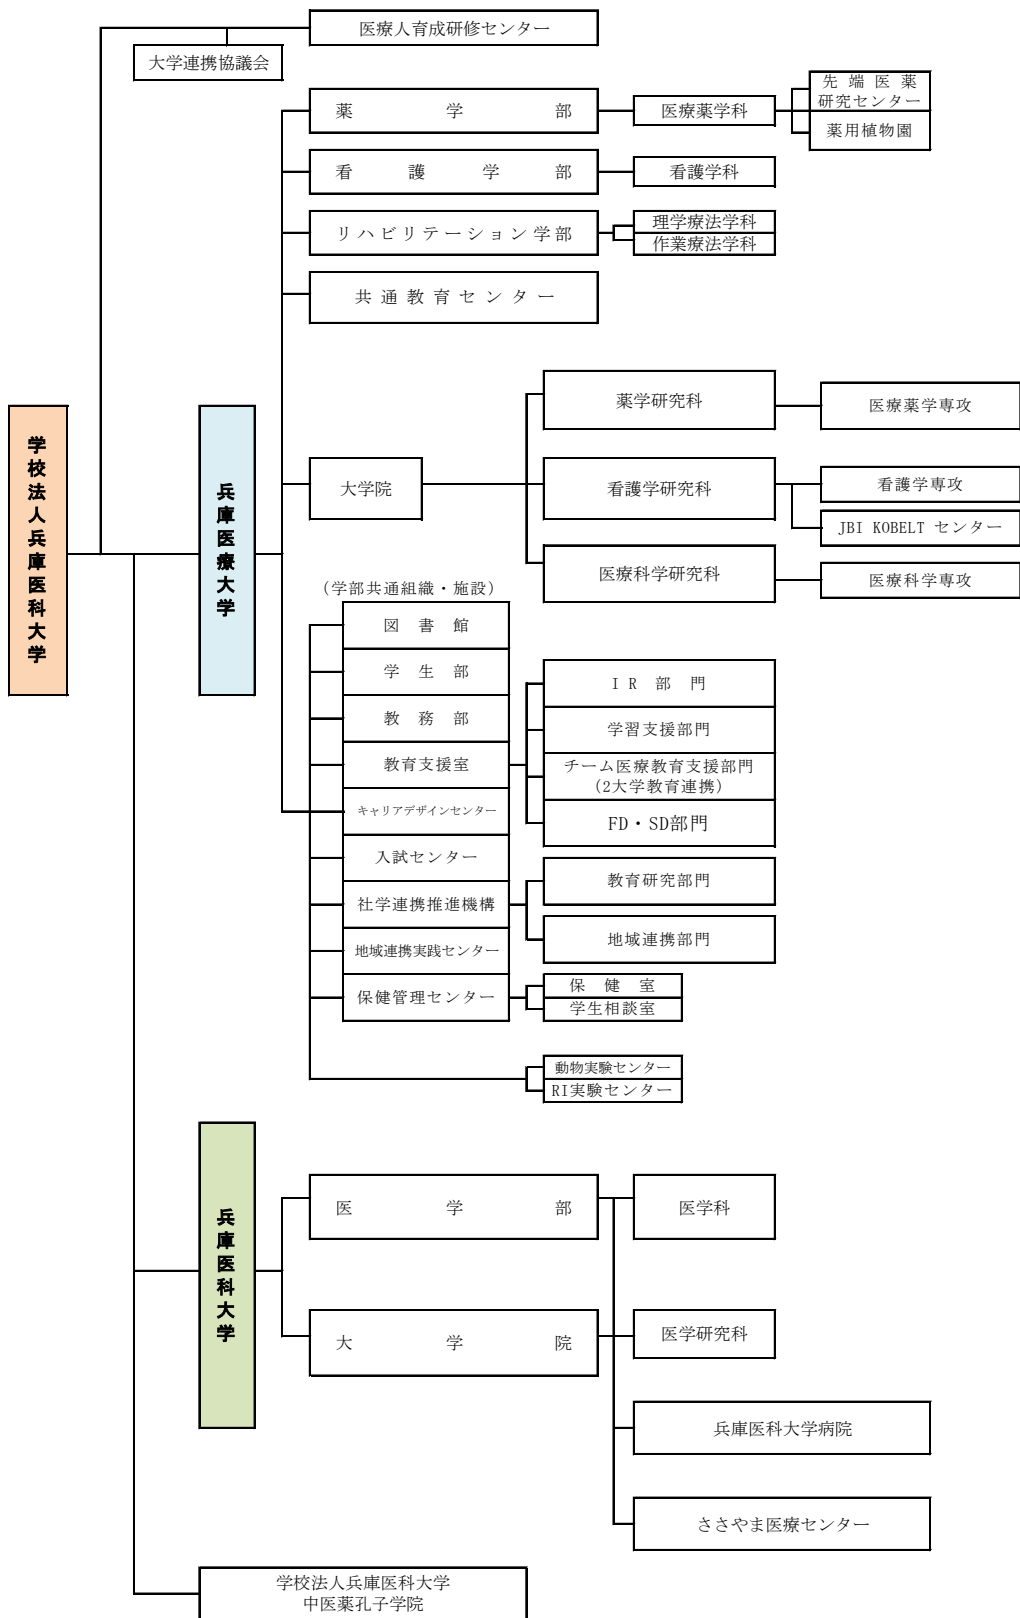 医療人育成研修センター
大学連携協議会
薬学部
医療薬学科
先端医薬
研究センター
薬用植物園
看護学部
看護学科
リハビリテーション学部
理学療法学科
作業療法学科
共通教育センター
学校法人兵庫医科大学
兵庫医療大学
大学院
薬学研究科
医療薬学専攻
看護学研究科
看護学専攻
JBI KOBELT センター
医療科学研究科
医療科学専攻
(学部共通組織・施設)
図書館
学生部
教務部
教育支援室
IR部門
学習支援部門
チーム医療教育支援部門
(2大学教育連携)
FD・SD部門
キャリアデザインセンター
入試センター
社学連携推進機構
教育研究部門
地域連携部門
地域連携実践センター
保健管理センター
保健室
学生相談室
動物実験センター
RI実験センター
兵庫医科大学
医学部
医学科
大学院
医学研究科
兵庫医科大学病院
ささやま医療センター
学校法人兵庫医科大学
中医薬孔子学院